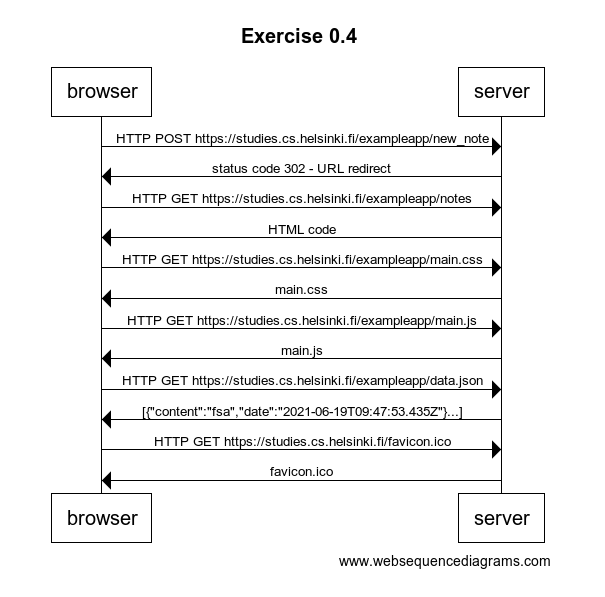 Exercise 0.4
browser
server
HTTP POST https://studies.cs.helsinki.fi/exampleapp/new_note
status code 302 - URL redirect
HTTP GET https://studies.cs.helsinki.fi/exampleapp/notes
HTML code
HTTP GET https://studies.cs.helsinki.fi/exampleapp/main.css
main.css
HTTP GET https://studies.cs.helsinki.fi/exampleapp/main.js
main.js
HTTP GET https://studies.cs.helsinki.fi/exampleapp/data.json
[{"content":"fsa","date":"2021-06-19T09:47:53.435Z"}...]
HTTP GET https://studies.cs.helsinki.fi/favicon.ico
favicon.ico
browser
server
www.websequencediagrams.com